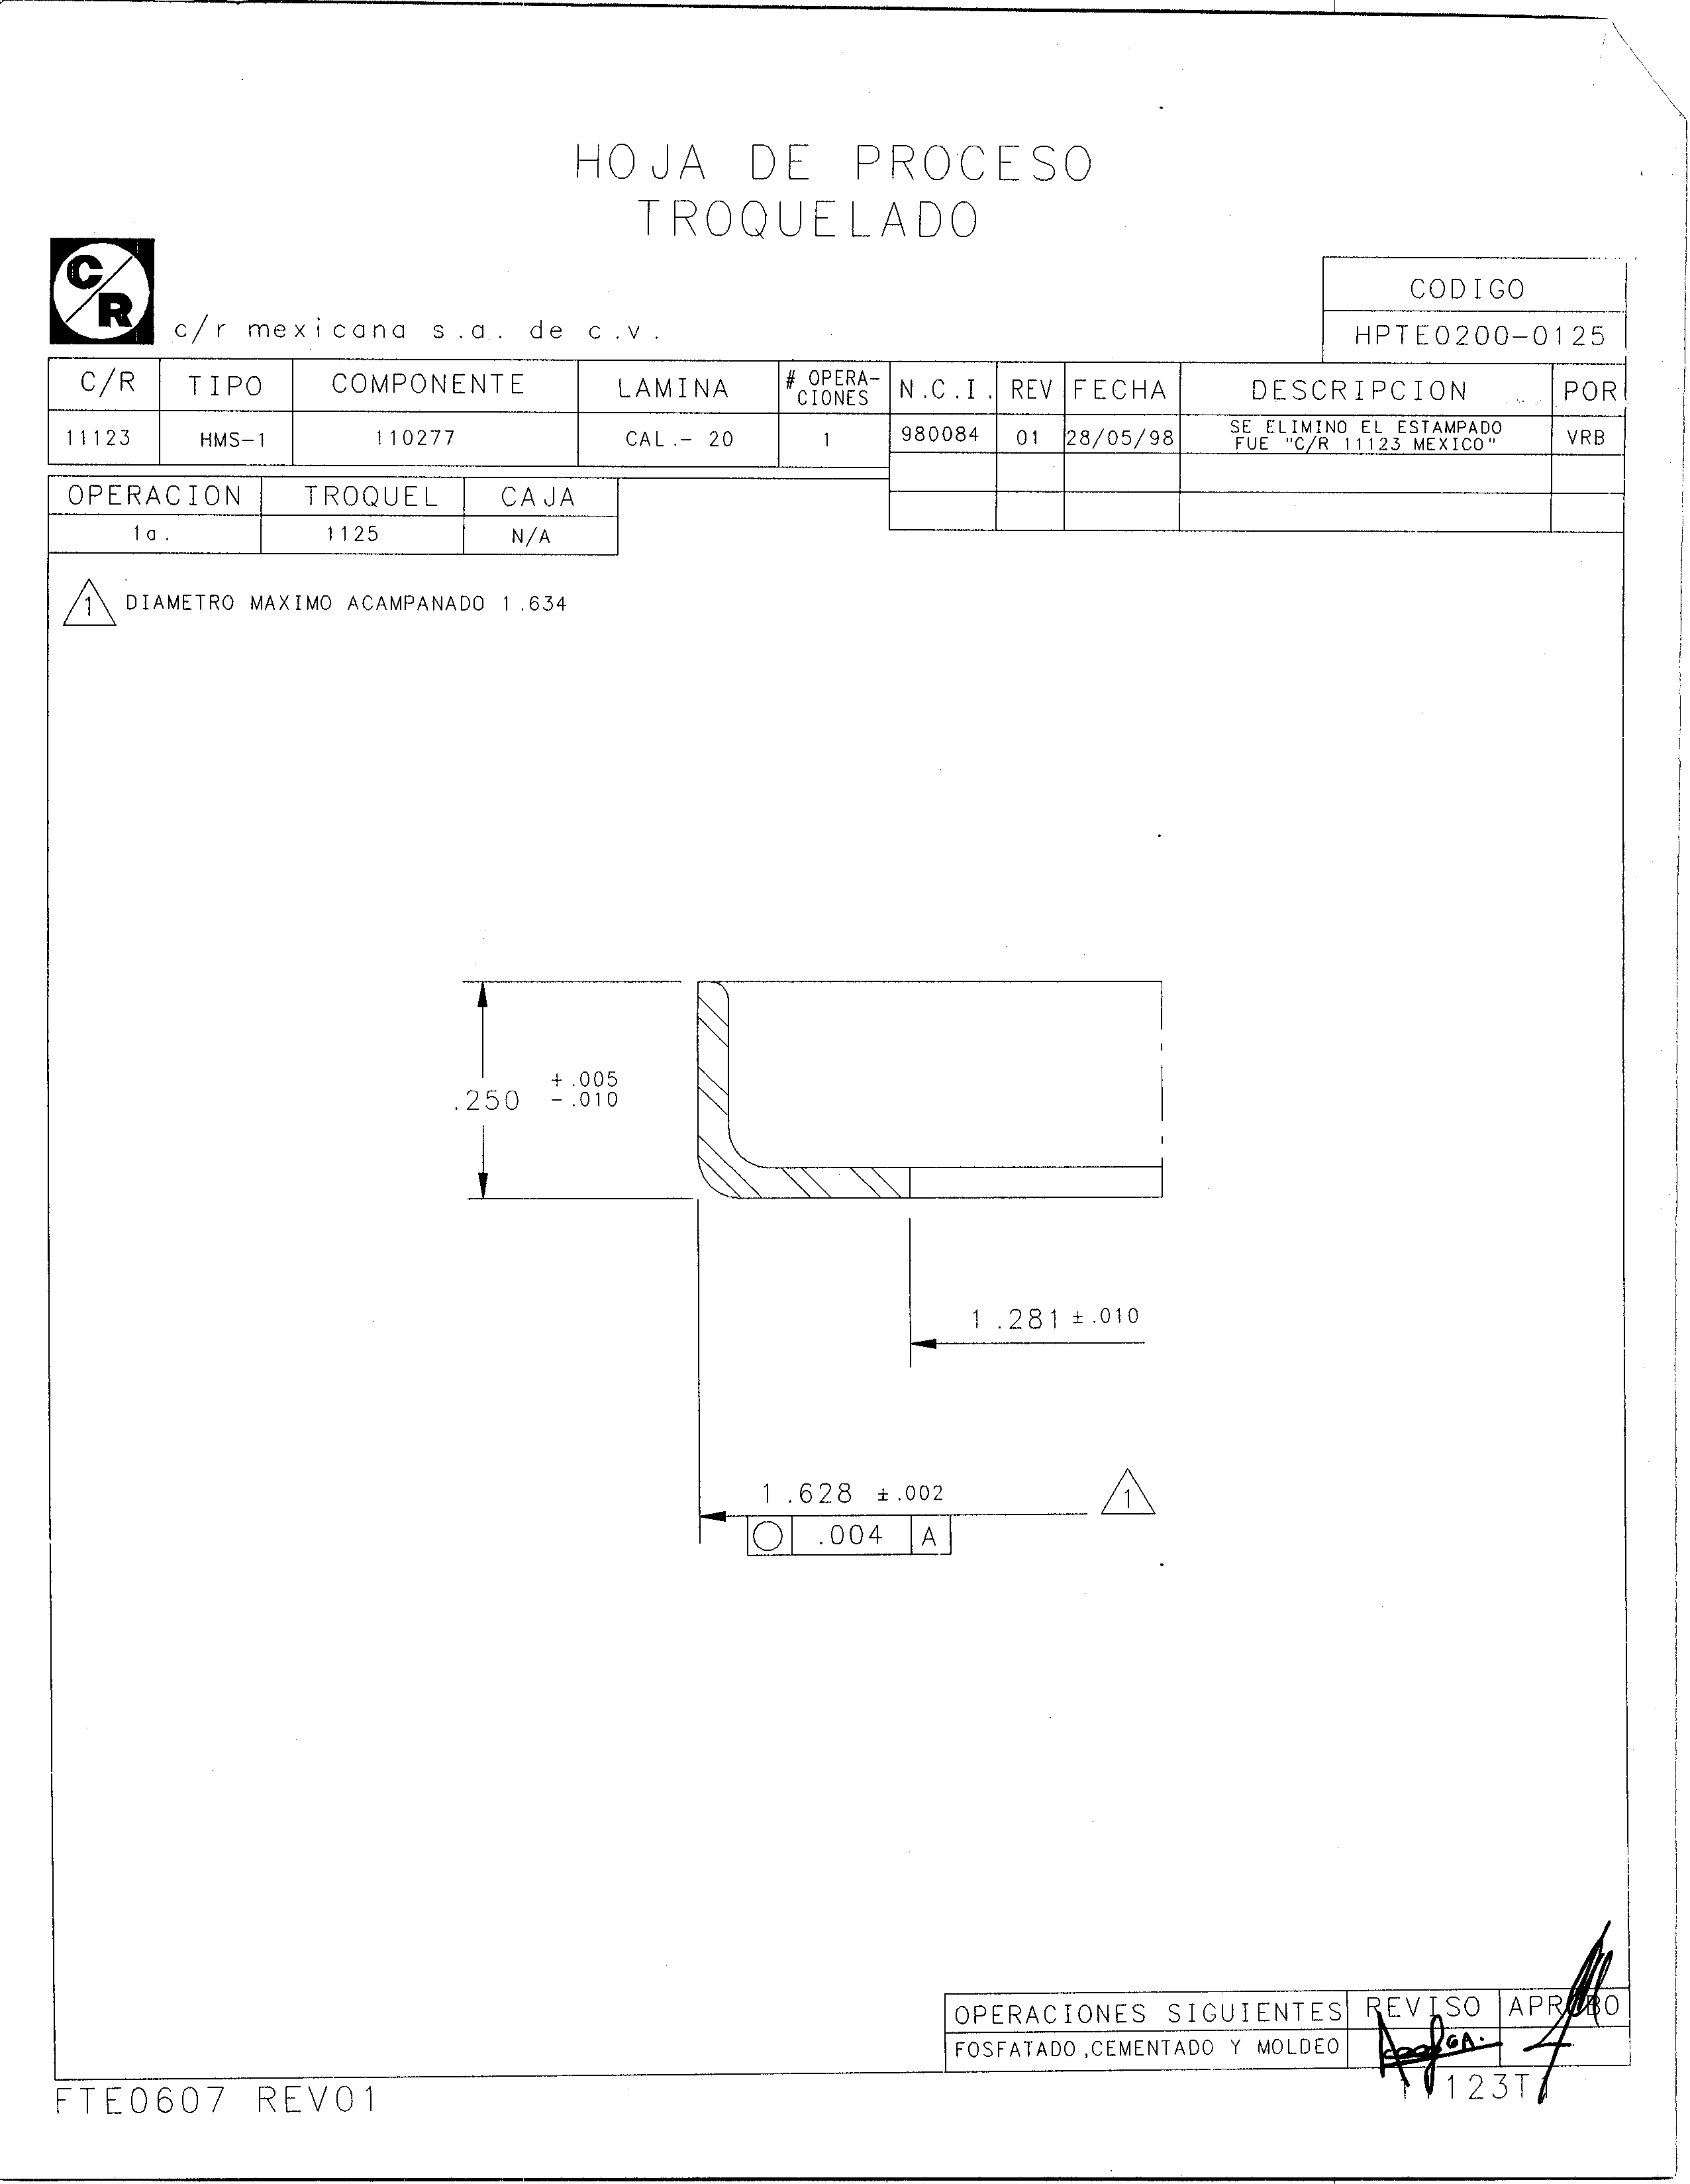 HOJA DE PROCESO
TROQUELADO
C/R
c/r mexicana s.a. de c.v.
CODIGO
HPTE0200-0125
C/R TIPO COMPONENTE LAMINA # OPERA-CIONES N.C.I. REV FECHA DESCRIPCION POR
11123 HMS-1 110277 CAL.- 20 1 980084 01 28/05/98 SE ELIMINO EL ESTAMPADO
FUE "C/R 11123 MEXICO" VRB
OPERACION TROQUEL CAJA
1a. 1125 N/A
1 DIAMETRO MAXIMO ACAMPANADO 1.634
.250 +.005
-.010
1.281 ±.010
1.628 ±.002 1
.004 A
OPERACIONES SIGUIENTES REVISO APROBO
FOSFATADO,CEMENTADO Y MOLDEO
FTE0607 REV01